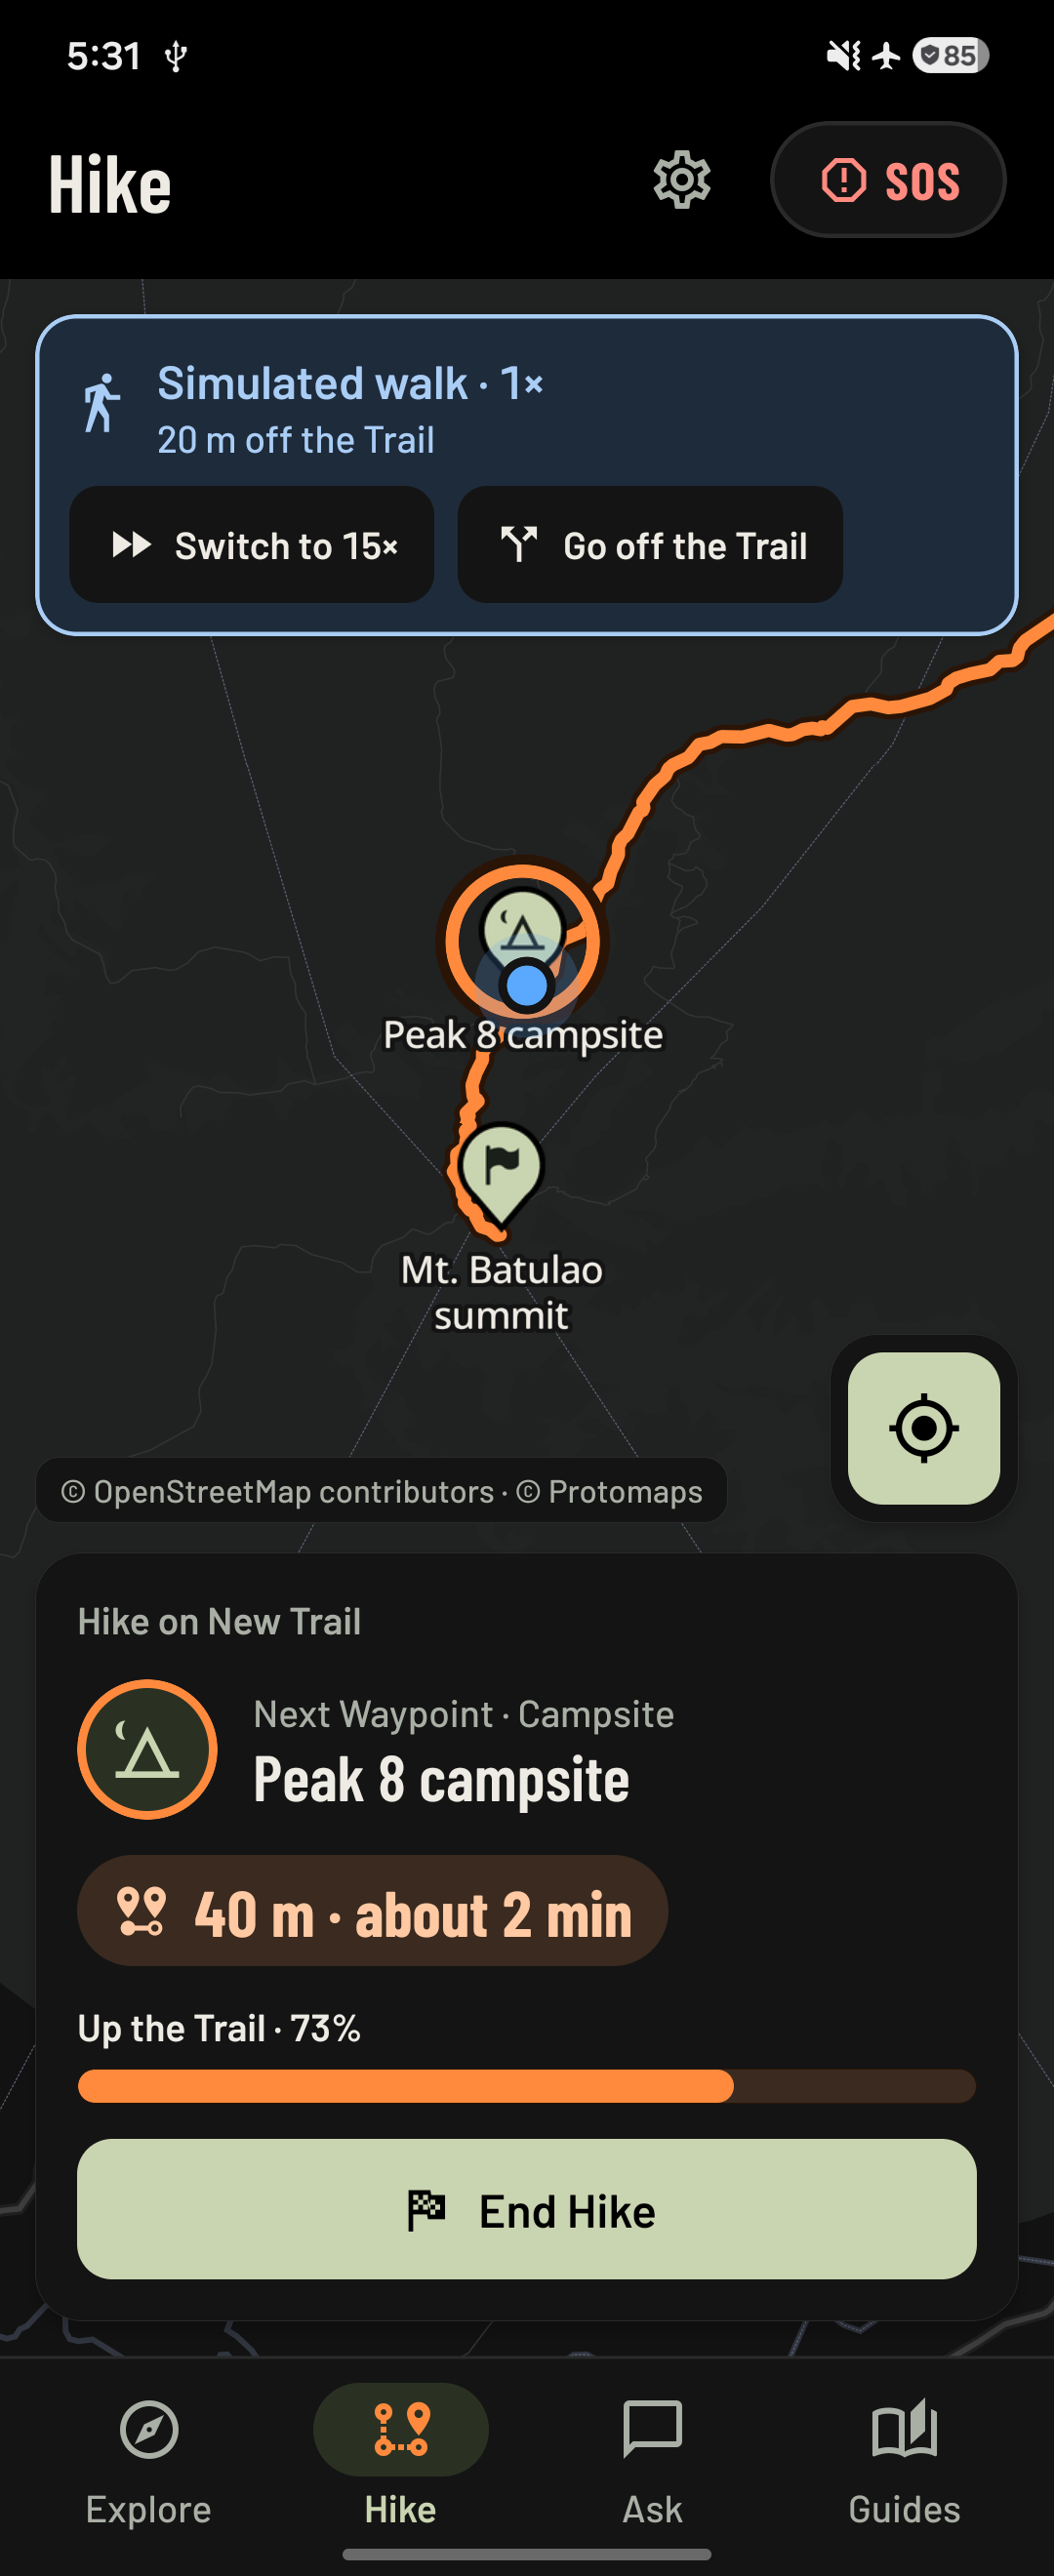 5:31
85
Hike
SOS
Simulated walk · 1×
20 m off the Trail
Switch to 15×
Go off the Trail
Peak 8 campsite
Mt. Batulao
summit
© OpenStreetMap contributors · © Protomaps
Hike on New Trail
Next Waypoint · Campsite
Peak 8 campsite
40 m · about 2 min
Up the Trail · 73%
End Hike
Explore
Hike
Ask
Guides